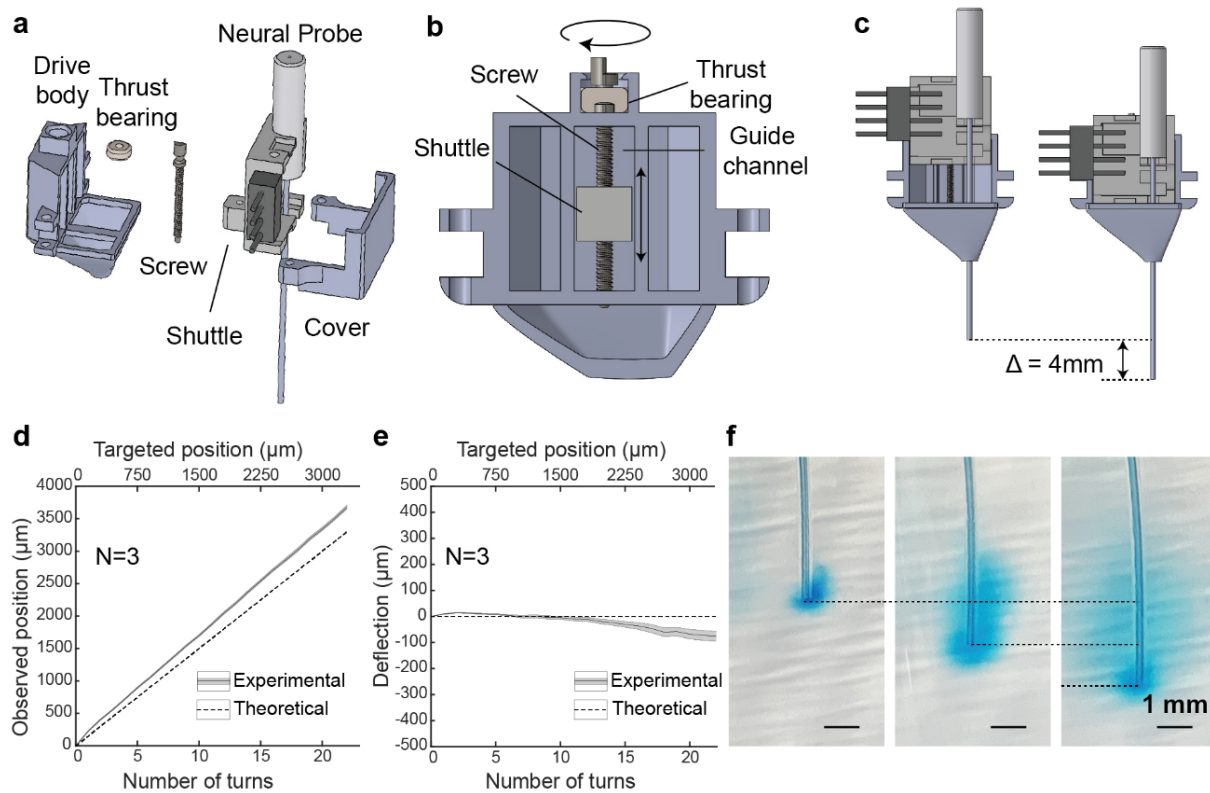 a
Neural Probe
Drive
body
Thrust
bearing
Screw
Shuttle
Cover
b
Screw
Thrust
bearing
Shuttle
Guide
channel
c
Δ = 4mm
d
Targeted position (µm)
0 750 1500 2250 3000
Observed position (µm)
4000
3500
3000
2500
2000
1500
1000
500
0
N=3
Experimental
Theoretical
0 5 10 15 20
Number of turns
e
Targeted position (µm)
0 750 1500 2250 3000
Deflection (µm)
500
400
300
200
100
0
-100
-200
-300
-400
-500
N=3
Experimental
Theoretical
0 5 10 15 20
Number of turns
f
1 mm